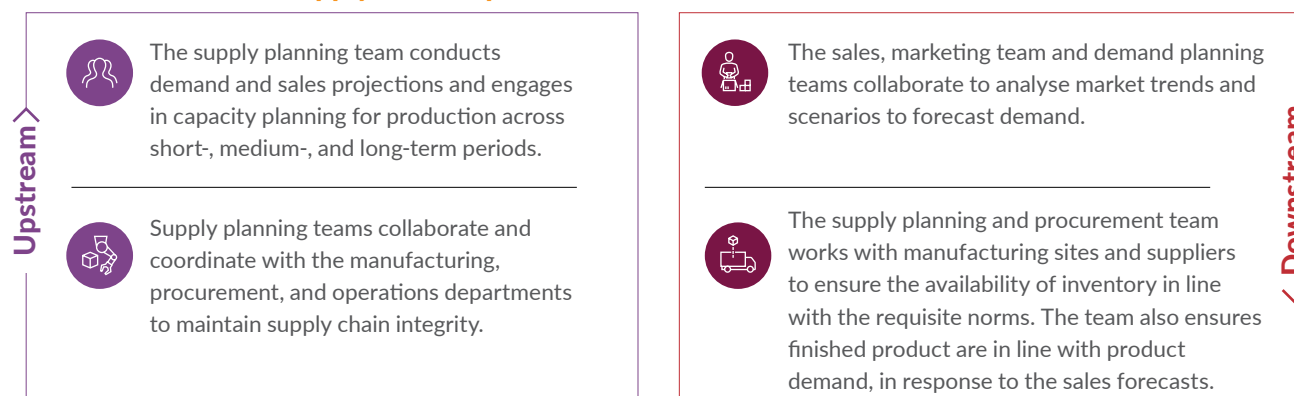 Upstream
The supply planning team conducts
demand and sales projections and engages
in capacity planning for production across
short-, medium-, and long-term periods.
Supply planning teams collaborate and
coordinate with the manufacturing,
procurement, and operations departments
to maintain supply chain integrity.
The sales, marketing team and demand planning
teams collaborate to analyse market trends and
scenarios to forecast demand.
The supply planning and procurement team
works with manufacturing sites and suppliers
to ensure the availability of inventory in line
with the requisite norms. The team also ensures
finished product are in line with product
demand, in response to the sales forecasts.
Downstream